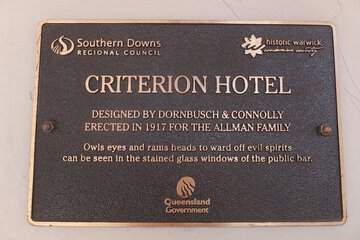 Southern Downs
REGIONAL COUNCIL
historic warwick
CRITERION HOTEL
DESIGNED BY DORNBUSCH & CONNOLLY
ERECTED IN 1917 FOR THE ALLMAN FAMILY
Owls eyes and rams heads to ward off evil spirits
can be seen in the stained glass windows of the public bar.
Queensland
Government